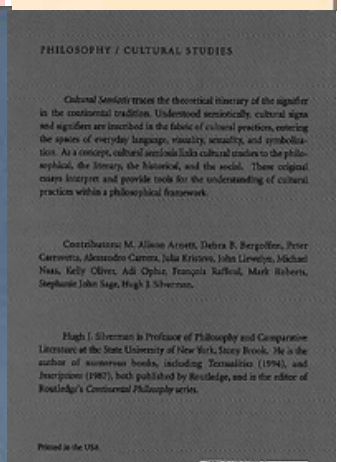 PHILOSOPHY / CULTURAL STUDIES
Cultural Semiosis traces the theoretical itinerary of the signifier
in the continental tradition. Understood semiotically, cultural signs
and signifiers are inscribed in the fabric of cultural practices, entering
the spaces of everyday language, visuality, sexuality, and symboliza-
tion. As a concept, cultural semiosis links cultural studies to the philo-
sophical, the literary, the historical, and the social. These original
essays interpret and provide tools for the understanding of cultural
practices within a philosophical framework.
Contributors: M. Alison Arnett, Debra B. Bergoffen, Peter
Carravetta, Alessandro Carrera, Julia Kristeva, John Llewelyn, Michael
Naas, Kelly Oliver, Adi Ophir, François Raffoul, Mark Roberts,
Stephanie John Sage, Hugh J. Silverman.
Hugh J. Silverman is Professor of Philosophy and Comparative
Literature at the State University of New York, Stony Brook. He is the
author of numerous books, including Textualities (1994), and
Inscriptions (1987), both published by Routledge, and is the editor of
Routledge's Continental Philosophy series.
Printed in the USA